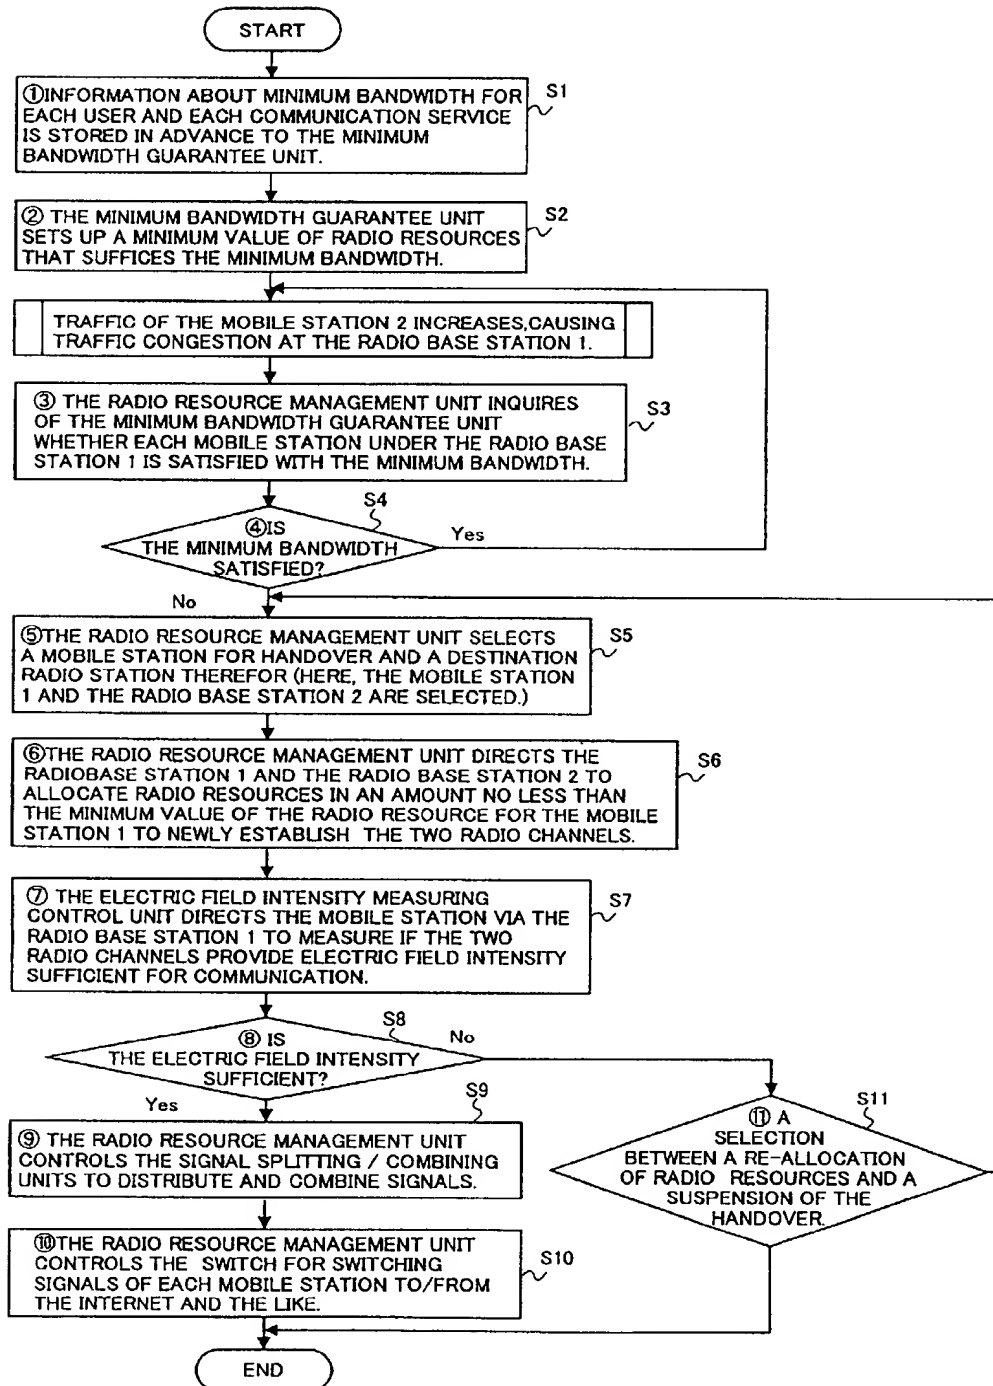 START
S1
①INFORMATION ABOUT MINIMUM BANDWIDTH FOR
EACH USER AND EACH COMMUNICATION SERVICE
IS STORED IN ADVANCE TO THE MINIMUM
BANDWIDTH GUARANTEE UNIT.
S2
② THE MINIMUM BANDWIDTH GUARANTEE UNIT
SETS UP A MINIMUM VALUE OF RADIO RESOURCES
THAT SUFFICES THE MINIMUM BANDWIDTH.
TRAFFIC OF THE MOBILE STATION 2 INCREASES,CAUSING
TRAFFIC CONGESTION AT THE RADIO BASE STATION 1.
S3
③ THE RADIO RESOURCE MANAGEMENT UNIT INQUIRES
OF THE MINIMUM BANDWIDTH GUARANTEE UNIT
WHETHER EACH MOBILE STATION UNDER THE RADIO BASE
STATION 1 IS SATISFIED WITH THE MINIMUM BANDWIDTH.
S4
④IS
THE MINIMUM BANDWIDTH
SATISFIED?
Yes
No
S5
⑤THE RADIO RESOURCE MANAGEMENT UNIT SELECTS
A MOBILE STATION FOR HANDOVER AND A DESTINATION
RADIO STATION THEREFOR (HERE, THE MOBILE STATION
1 AND THE RADIO BASE STATION 2 ARE SELECTED.)
S6
⑥THE RADIO RESOURCE MANAGEMENT UNIT DIRECTS THE
RADIOBASE STATION 1 AND THE RADIO BASE STATION 2 TO
ALLOCATE RADIO RESOURCES IN AN AMOUNT NO LESS THAN
THE MINIMUM VALUE OF THE RADIO RESOURCE FOR THE MOBILE
STATION 1 TO NEWLY ESTABLISH THE TWO RADIO CHANNELS.
S7
⑦ THE ELECTRIC FIELD INTENSITY MEASURING
CONTROL UNIT DIRECTS THE MOBILE STATION VIA THE
RADIO BASE STATION 1 TO MEASURE IF THE TWO
RADIO CHANNELS PROVIDE ELECTRIC FIELD INTENSITY
SUFFICIENT FOR COMMUNICATION.
S8
⑧ IS
THE ELECTRIC FIELD INTENSITY
SUFFICIENT?
No
Yes
S9
⑨ THE RADIO RESOURCE MANAGEMENT UNIT
CONTROLS THE SIGNAL SPLITTING / COMBINING
UNITS TO DISTRIBUTE AND COMBINE SIGNALS.
S11
⑪ A
SELECTION
BETWEEN A RE-ALLOCATION
OF RADIO RESOURCES AND A
SUSPENSION OF THE
HANDOVER.
S10
⑩THE RADIO RESOURCE MANAGEMENT UNIT
CONTROLS THE SWITCH FOR SWITCHING
SIGNALS OF EACH MOBILE STATION TO/FROM
THE INTERNET AND THE LIKE.
END